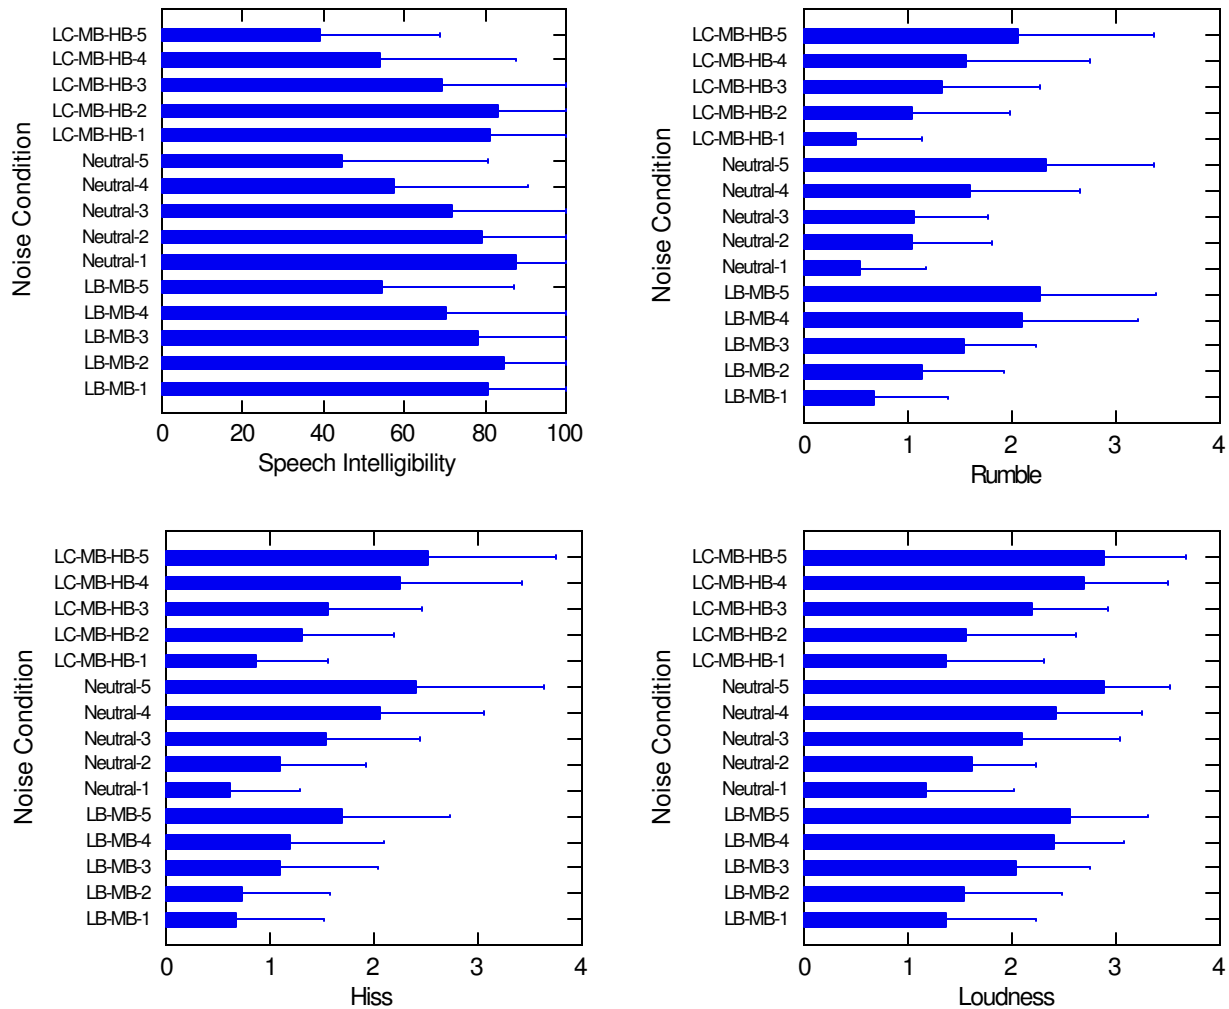 LC-MB-HB-5
LC-MB-HB-4
LC-MB-HB-3
LC-MB-HB-2
LC-MB-HB-1
Neutral-5
Neutral-4
Neutral-3
Neutral-2
Neutral-1
LB-MB-5
LB-MB-4
LB-MB-3
LB-MB-2
LB-MB-1
Noise Condition
0 20 40 60 80 100
Speech Intelligibility
LC-MB-HB-5
LC-MB-HB-4
LC-MB-HB-3
LC-MB-HB-2
LC-MB-HB-1
Neutral-5
Neutral-4
Neutral-3
Neutral-2
Neutral-1
LB-MB-5
LB-MB-4
LB-MB-3
LB-MB-2
LB-MB-1
Noise Condition
0 1 2 3 4
Rumble
LC-MB-HB-5
LC-MB-HB-4
LC-MB-HB-3
LC-MB-HB-2
LC-MB-HB-1
Neutral-5
Neutral-4
Neutral-3
Neutral-2
Neutral-1
LB-MB-5
LB-MB-4
LB-MB-3
LB-MB-2
LB-MB-1
Noise Condition
0 1 2 3 4
Hiss
LC-MB-HB-5
LC-MB-HB-4
LC-MB-HB-3
LC-MB-HB-2
LC-MB-HB-1
Neutral-5
Neutral-4
Neutral-3
Neutral-2
Neutral-1
LB-MB-5
LB-MB-4
LB-MB-3
LB-MB-2
LB-MB-1
Noise Condition
0 1 2 3 4
Loudness